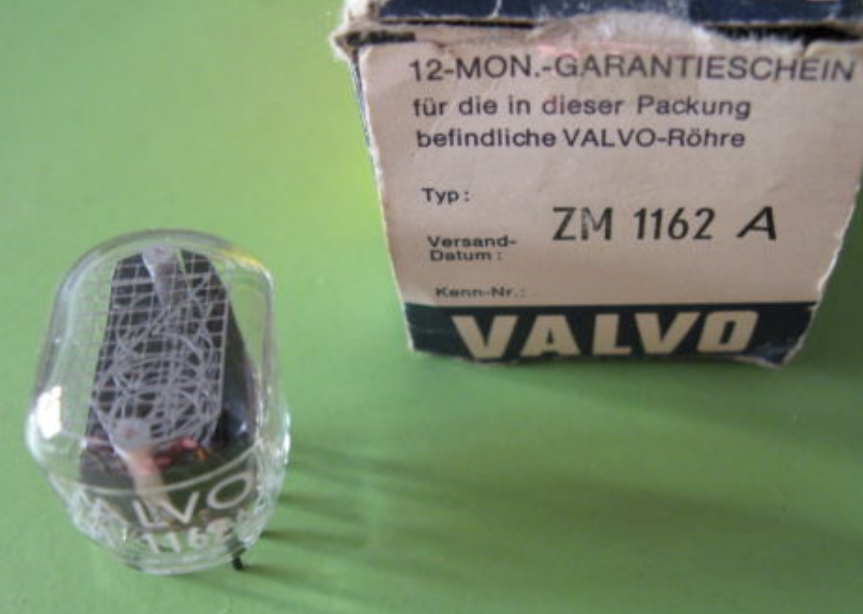 12-MON.-GARANTIESCHEIN
für die in dieser Packung
befindliche VALVO-Röhre
Typ:
ZM 1162 A
Versand-
Datum:
Kenn-Nr.:
VALVO
VALVO